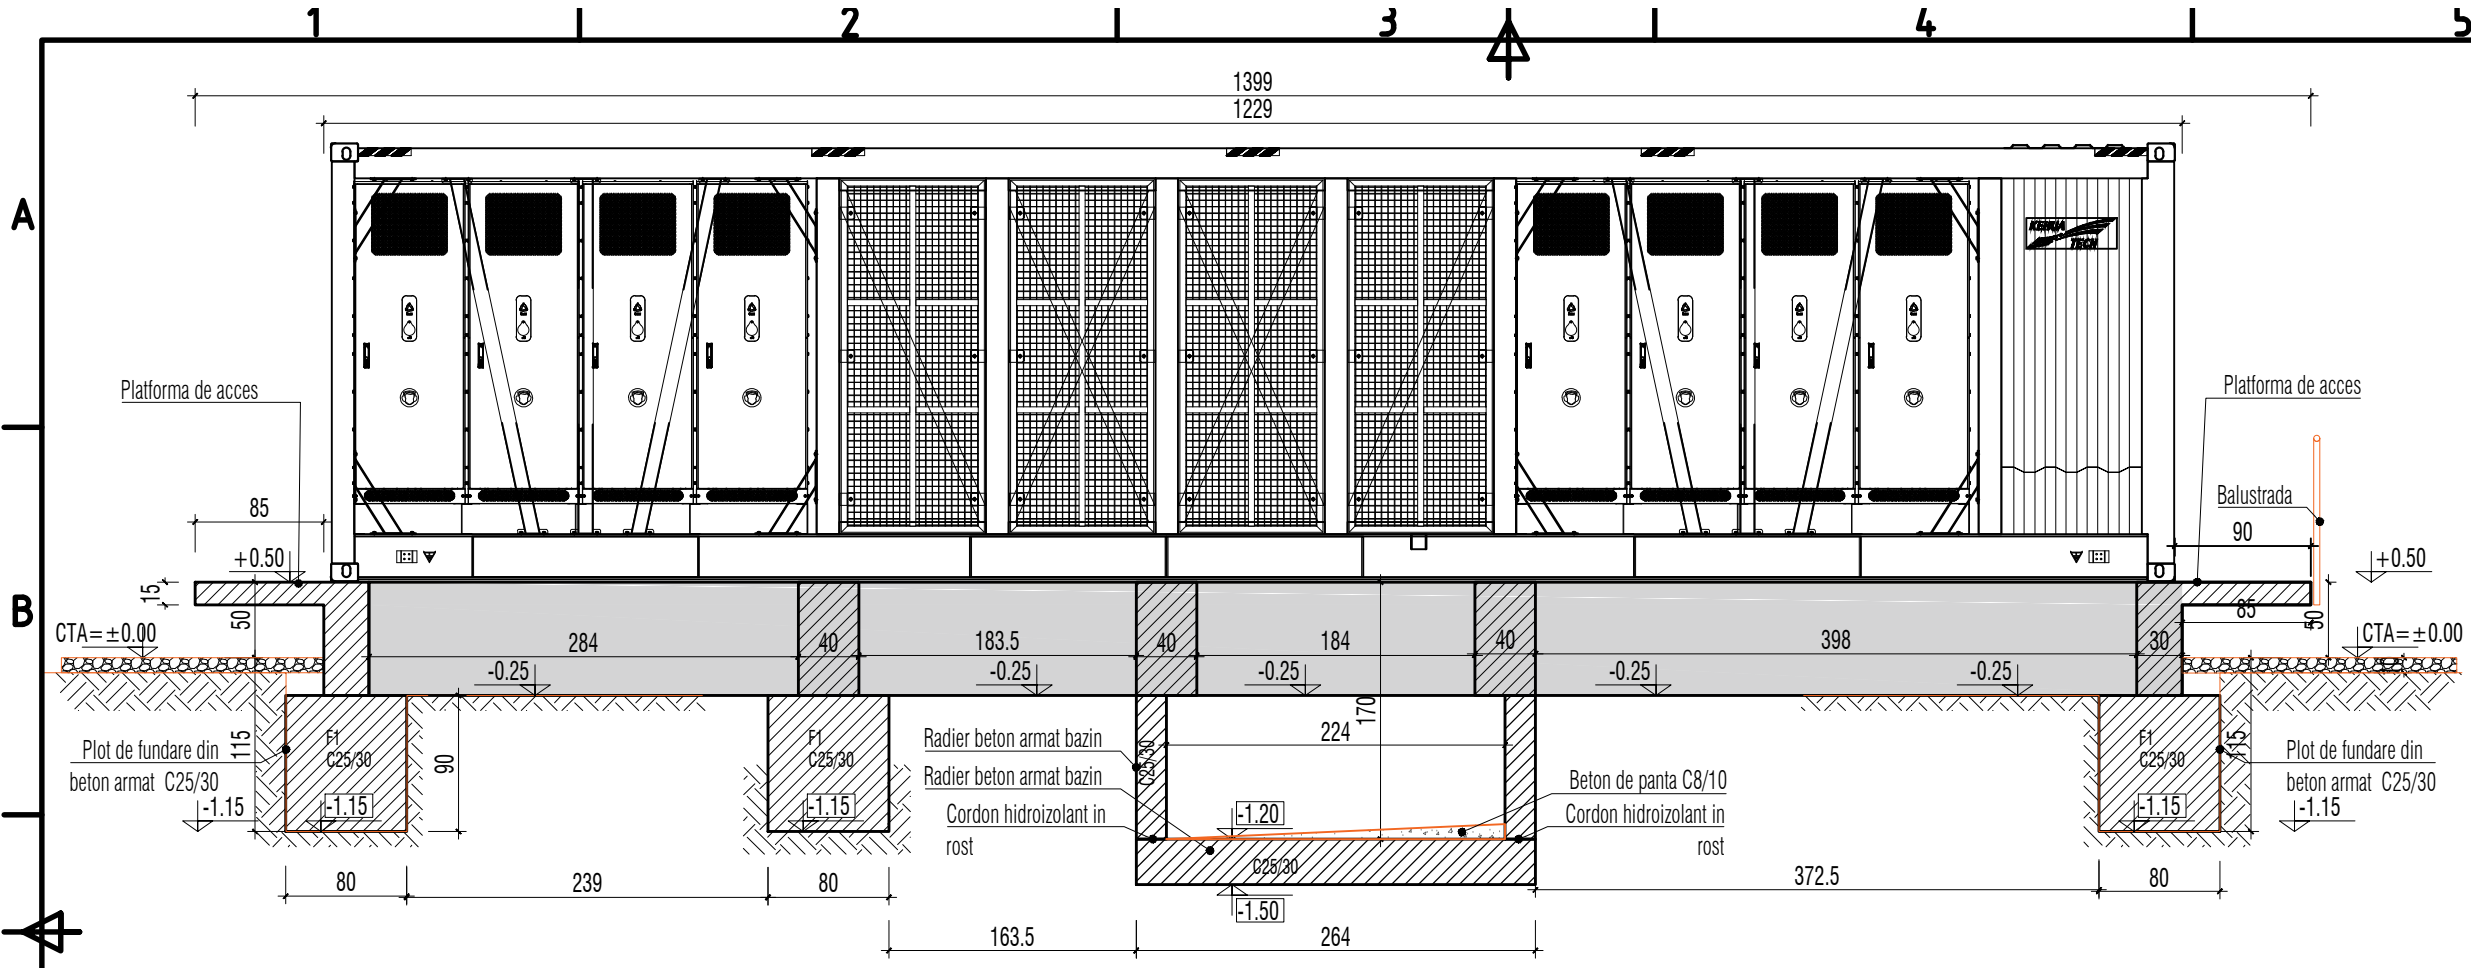 1
2
3
4
5
1399
1229
A
KEHUA
TECH
Platforma de acces
Platforma de acces
Balustrada
85
90
+0.50
+0.50
15
50
B
85
50
CTA=±0.00
CTA=±0.00
284
40
183.5
40
184
40
398
30
10
-0.25
-0.25
-0.25
-0.25
-0.25
170
Plot de fundare din
beton armat C25/30
115
F1
C25/30
90
F1
C25/30
Radier beton armat bazin
Radier beton armat bazin
C25/30
224
Beton de panta C8/10
F1
C25/30
115
Plot de fundare din
beton armat C25/30
-1.15
-1.15
-1.15
Cordon hidroizolant in
rost
-1.20
Cordon hidroizolant in
rost
-1.15
-1.15
C25/30
80
239
80
372.5
80
-1.50
163.5
264